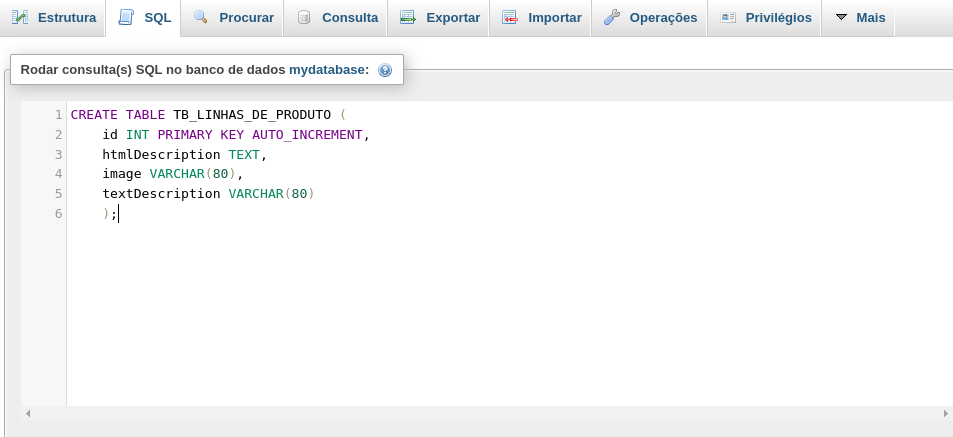 Estrutura SQL Procurar Consulta Exportar Importar Operações Privilégios Mais
Rodar consulta(s) SQL no banco de dados mydatabase:
1 CREATE TABLE TB_LINHAS_DE_PRODUTO (
2 id INT PRIMARY KEY AUTO_INCREMENT,
3 htmlDescription TEXT,
4 image VARCHAR(80),
5 textDescription VARCHAR(80)
6 );